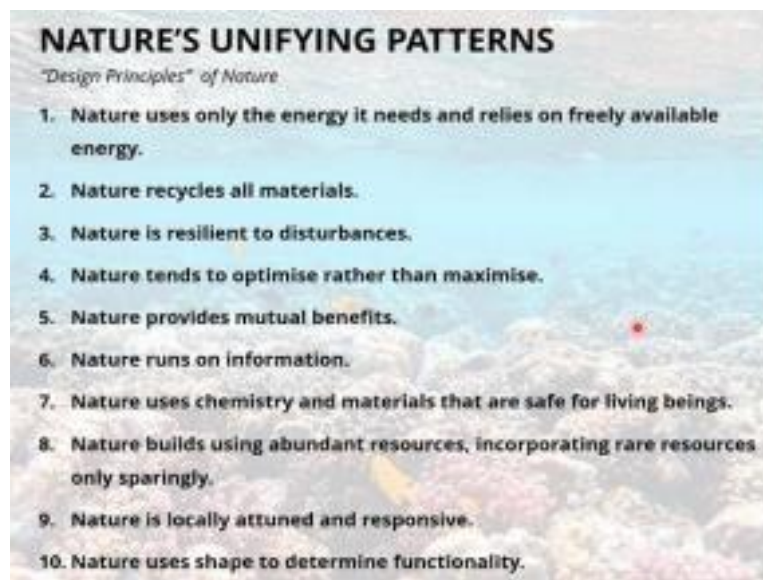 NATURE'S UNIFYING PATTERNS
"Design Principles" of Nature
1. Nature uses only the energy it needs and relies on freely available
energy.
2. Nature recycles all materials.
3. Nature is resilient to disturbances.
4. Nature tends to optimise rather than maximise.
5. Nature provides mutual benefits.
6. Nature runs on information.
7. Nature uses chemistry and materials that are safe for living beings.
8. Nature builds using abundant resources, incorporating rare resources
only sparingly.
9. Nature is locally attuned and responsive.
10. Nature uses shape to determine functionality.